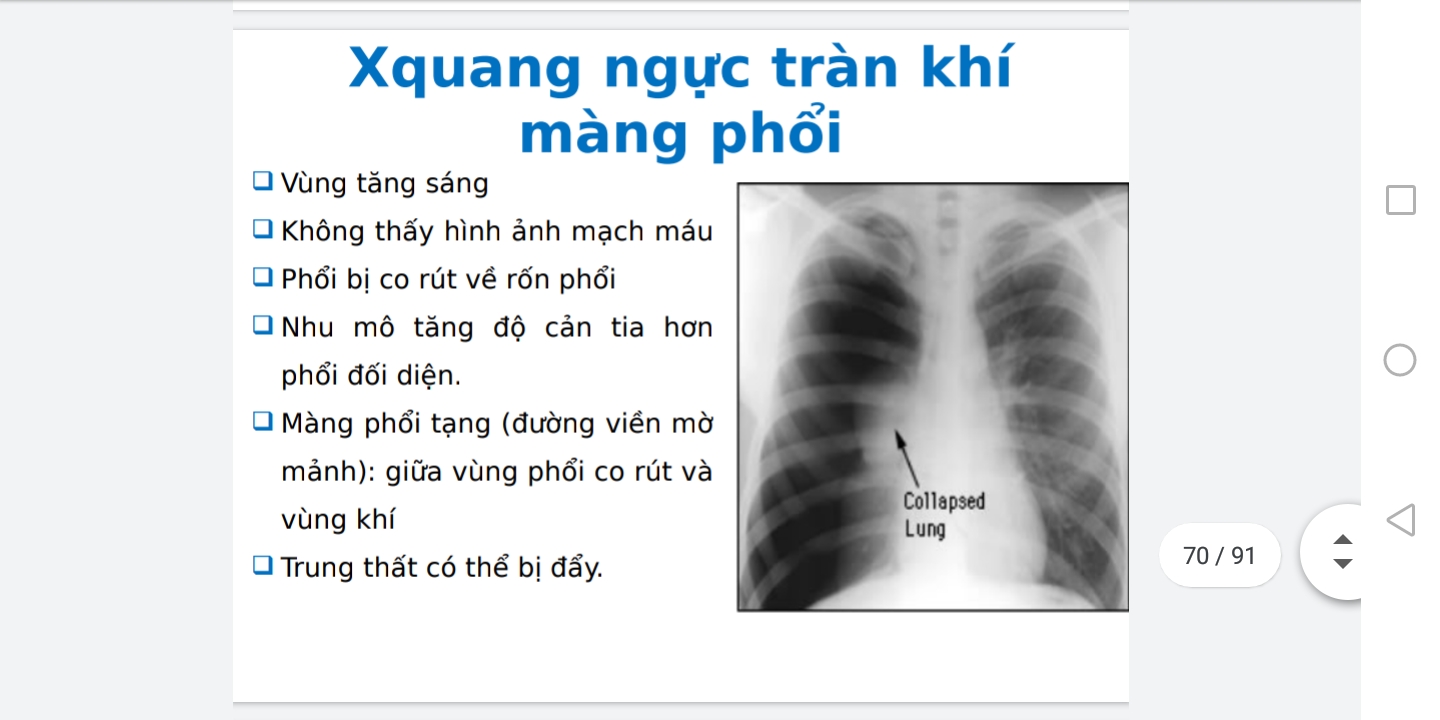 Xquang ngực tràn khí
màng phổi
Vùng tăng sáng
Không thấy hình ảnh mạch máu
Phổi bị co rút về rốn phổi
Nhu mô tăng độ cản tia hơn
phổi đối diện.
Màng phổi tạng (đường viền mờ
mảnh): giữa vùng phổi co rút và
vùng khí
Trung thất có thể bị đẩy.
Collapsed
Lung
70 / 91